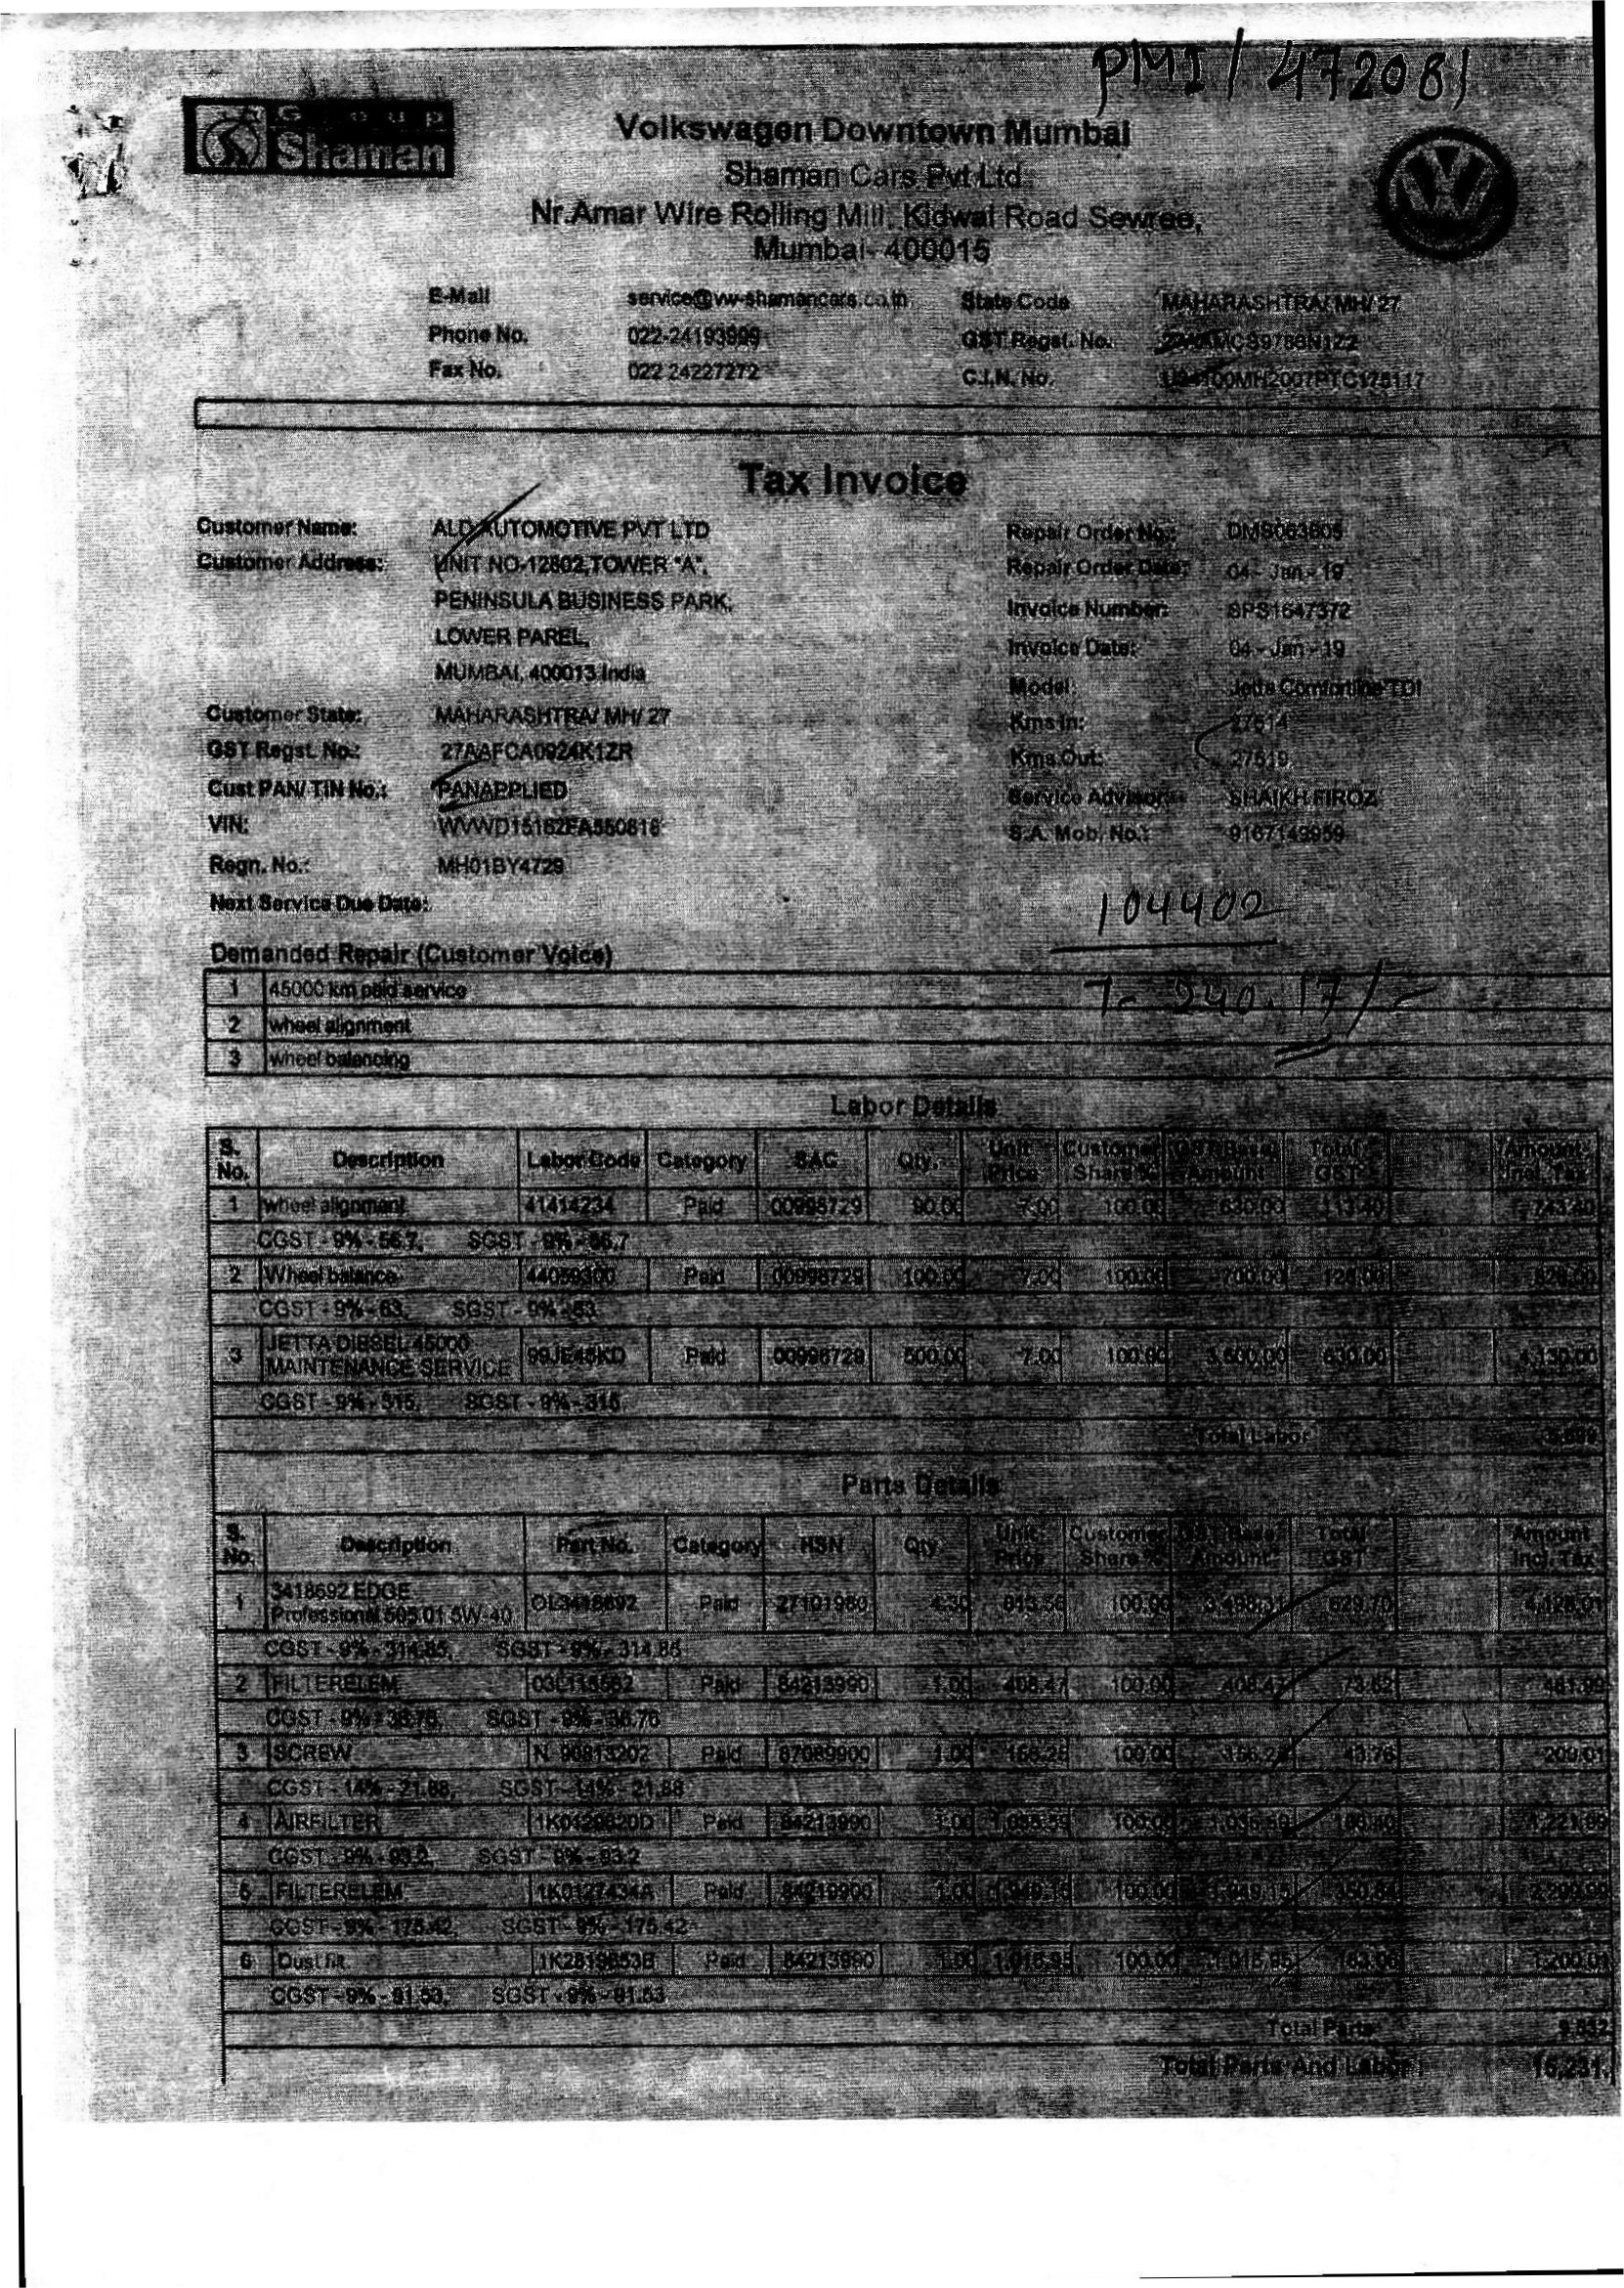 PMI / 472081
Group
Shaman
Volkswagen Downtown Mumbai
Shaman Cars Pvt Ltd
Nr.Amar Wire Rolling Mill, Kidwai Road Sewree,
Mumbai- 400015
E-Mail service@vw-shamancars.co.in State Code MAHARASHTRA/ MH/ 27
Phone No. 022-24193999 GST Regst. No.
Fax No. 022 24227272 C.I.N. No.
Tax Invoice
Customer Name: ALD AUTOMOTIVE PVT LTD Repair Order No.: DMS063605
Customer Address: UNIT NO-12802,TOWER "A", Repair Order Date: 04 - Jan - 19
PENINSULA BUSINESS PARK, Invoice Number: SPS1647372
LOWER PAREL, Invoice Date: 04 - Jan - 19
MUMBAI, 400013 India Model: Jetta Comfortline TDI
Customer State: MAHARASHTRA/ MH/ 27 Kms In: 27514
GST Regst. No.: 27AAFCA0924K1ZR Kms Out: 27519
Cust PAN/ TIN No.: PANAPPLIED Service Advisor: SHAIKH FIROZ
VIN: S.A. Mob. No.: 9167149959
Regn. No.: MH01BY4729
Next Service Due Date: 104402
Demanded Repair (Customer Voice)
1 45000 km paid service
2 wheel alignment
3 wheel balancing
Labor Details
S. No. Description Labor Code Category SAC Qty. Unit Price Customer Share % GST Base Amount Total GST Amount Incl. Tax
1 wheel alignment 41414234 Paid 00998729 90.00 7.00 100.00 630.00 113.40 743.40
CGST - 9% - 56.7, SGST - 9% - 56.7
2 Wheel balance 44059300 Paid 00998729 100.00 7.00 100.00 700.00 126.00 826.00
CGST - 9% - 63, SGST - 9% - 63
3 JETTA DIESEL 45000 MAINTENANCE SERVICE 99JE45KD Paid 00998729 500.00 7.00 100.00 3,500.00 630.00 4,130.00
CGST - 9% - 315, SGST - 9% - 315
Total Labor
Parts Details
S. No. Description Part No. Category HSN Qty Unit Price Customer Share % GST Base Amount Total GST Amount Incl. Tax
1 3418692 EDGE Professional 505 01 5W-40 OL3418692 Paid 27101980 4.30 813.56 100.00 3,498.31 629.70 4,128.01
CGST - 9% - 314.85, SGST - 9% - 314.85
2 FILTERELEM 03L115562 Paid 84213990 1.00 408.47 100.00 408.47 73.52 481.99
CGST - 9% - 36.76, SGST - 9% - 36.76
3 SCREW N 90813202 Paid 87089900 1.00 156.25 100.00 156.25 43.76 200.01
CGST - 14% - 21.88, SGST - 14% - 21.88
4 AIRFILTER 1K0129620D Paid 84213990 1.00 1,035.59 100.00 1,035.59 186.40 1,221.99
CGST - 9% - 93.2, SGST - 9% - 93.2
5 FILTERELEM 1K0127434A Paid 1.00 1,949.15 100.00 1,949.15 350.84 2,299.99
CGST - 9% - 175.42, SGST - 9% - 175.42
6 Dust filt 1K2819653B Paid 84213990 1.00 1,016.95 100.00 1,016.95 183.06 1,200.01
CGST - 9% - 91.53, SGST - 9% - 91.53
Total Parts
Total Parts And Labor 15,231.